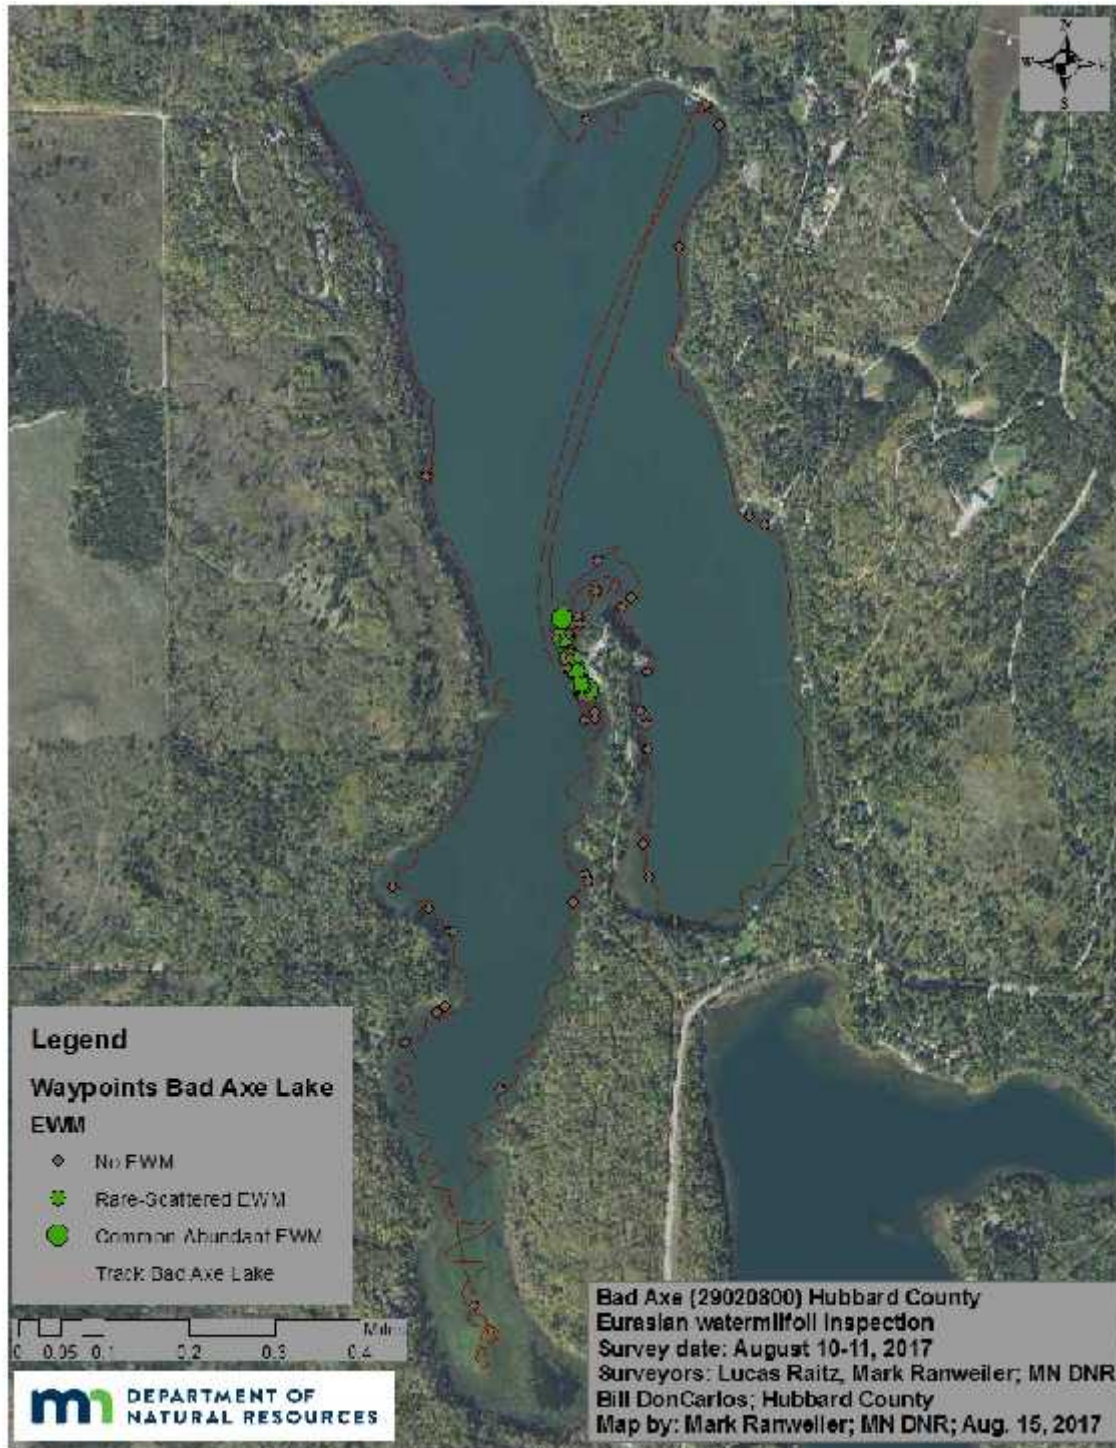 N
W E
S
Legend
Waypoints Bad Axe Lake
EWM
No EWM
Rare-Scattered EWM
Common Abundant EWM
Track Bad Axe Lake
Miles
0 0.05 0.1 0.2 0.3 0.4
mn DEPARTMENT OF
NATURAL RESOURCES
Bad Axe (29020800) Hubbard County
Eurasian watermilfoil Inspection
Survey date: August 10-11, 2017
Surveyors: Lucas Raitz, Mark Ranweiler; MN DNR
Bill DonCarlos; Hubbard County
Map by: Mark Ranweiler; MN DNR; Aug. 15, 2017